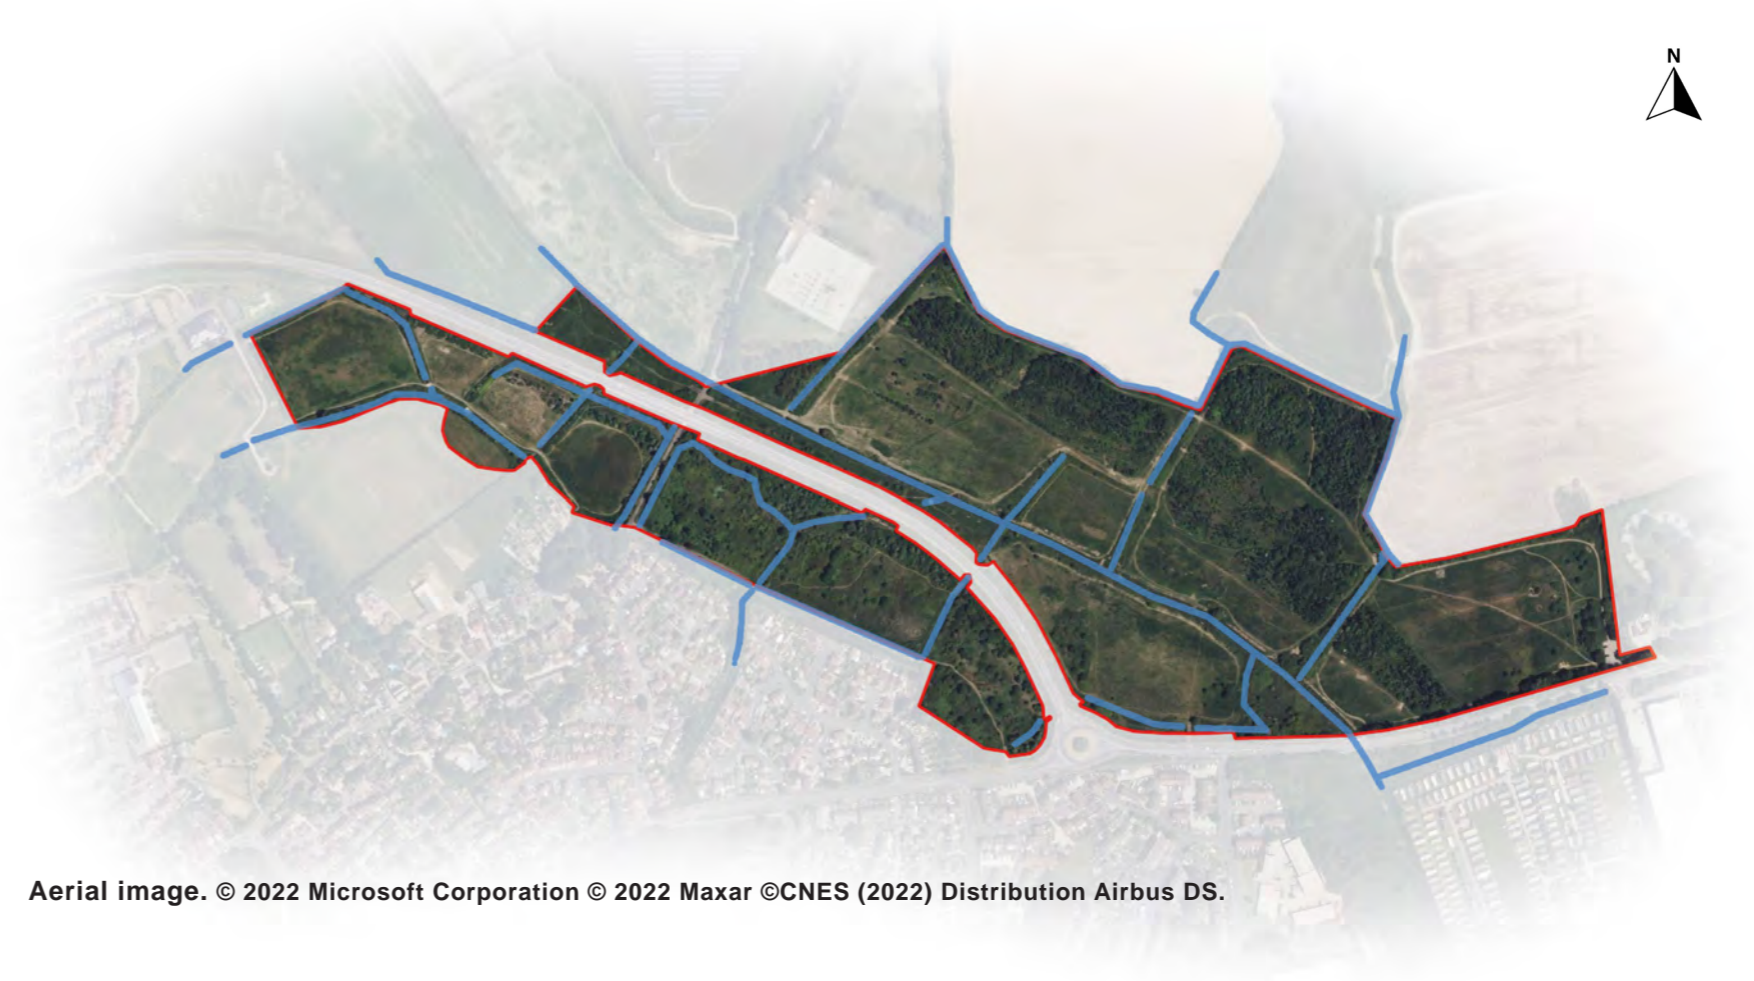 N
Aerial image. © 2022 Microsoft Corporation © 2022 Maxar ©CNES (2022) Distribution Airbus DS.